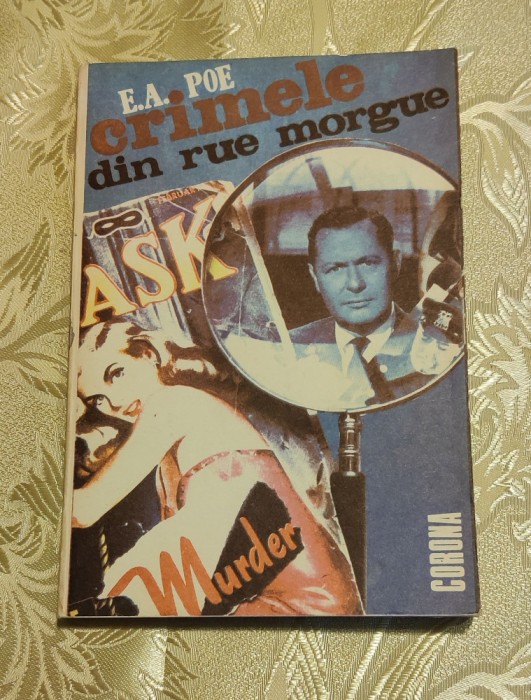 E.A. POE
crimele
din rue morgue
ASK
Murder
CORONA